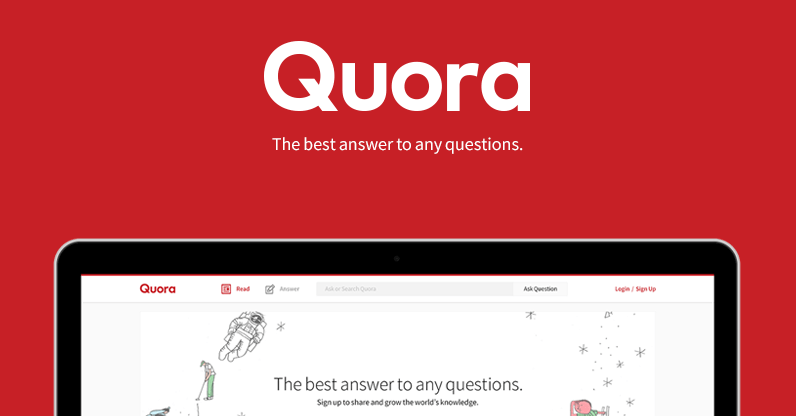 Quora
The best answer to any questions.
Quora Read Answer Ask or Search Quora Ask Question Login / Sign Up
The best answer to any questions.
Sign up to share and grow the world's knowledge.